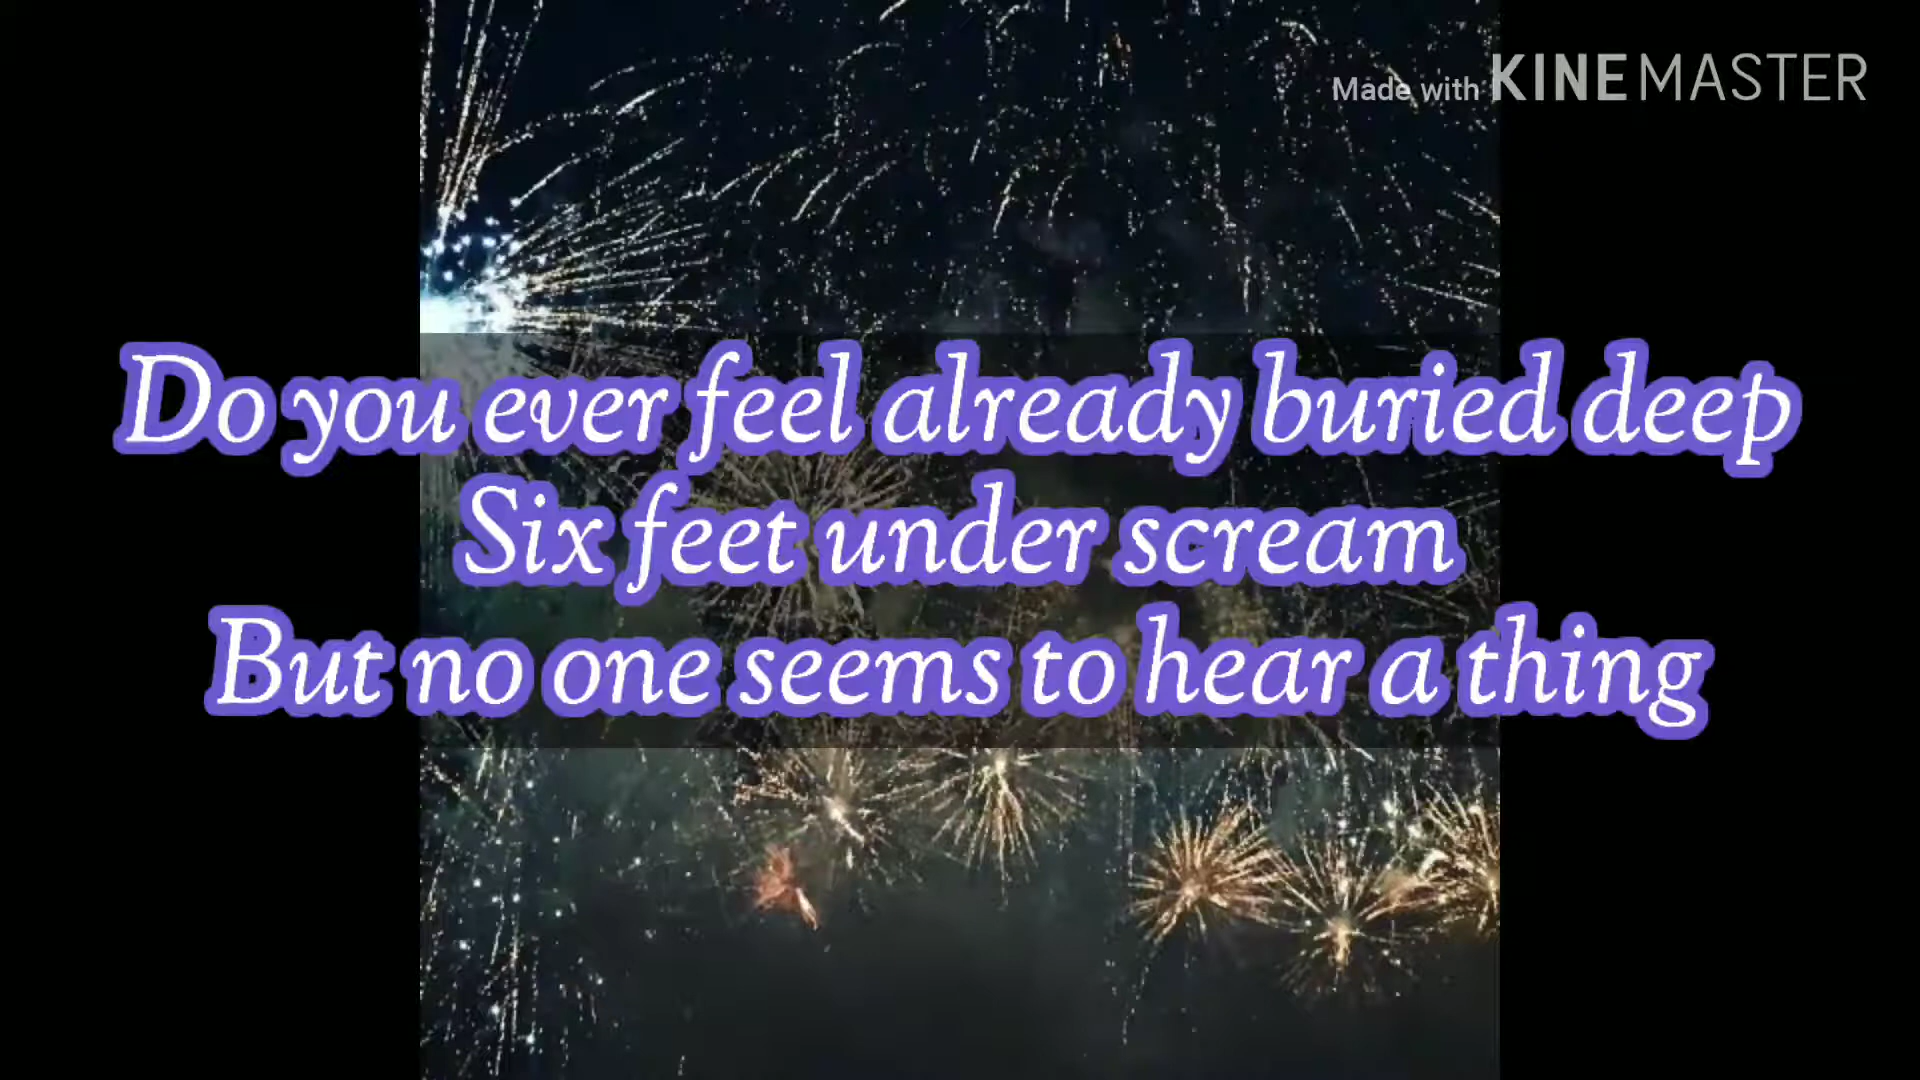 Made with KINEMASTER
Do you ever feel already buried deep
Six feet under scream
But no one seems to hear a thing